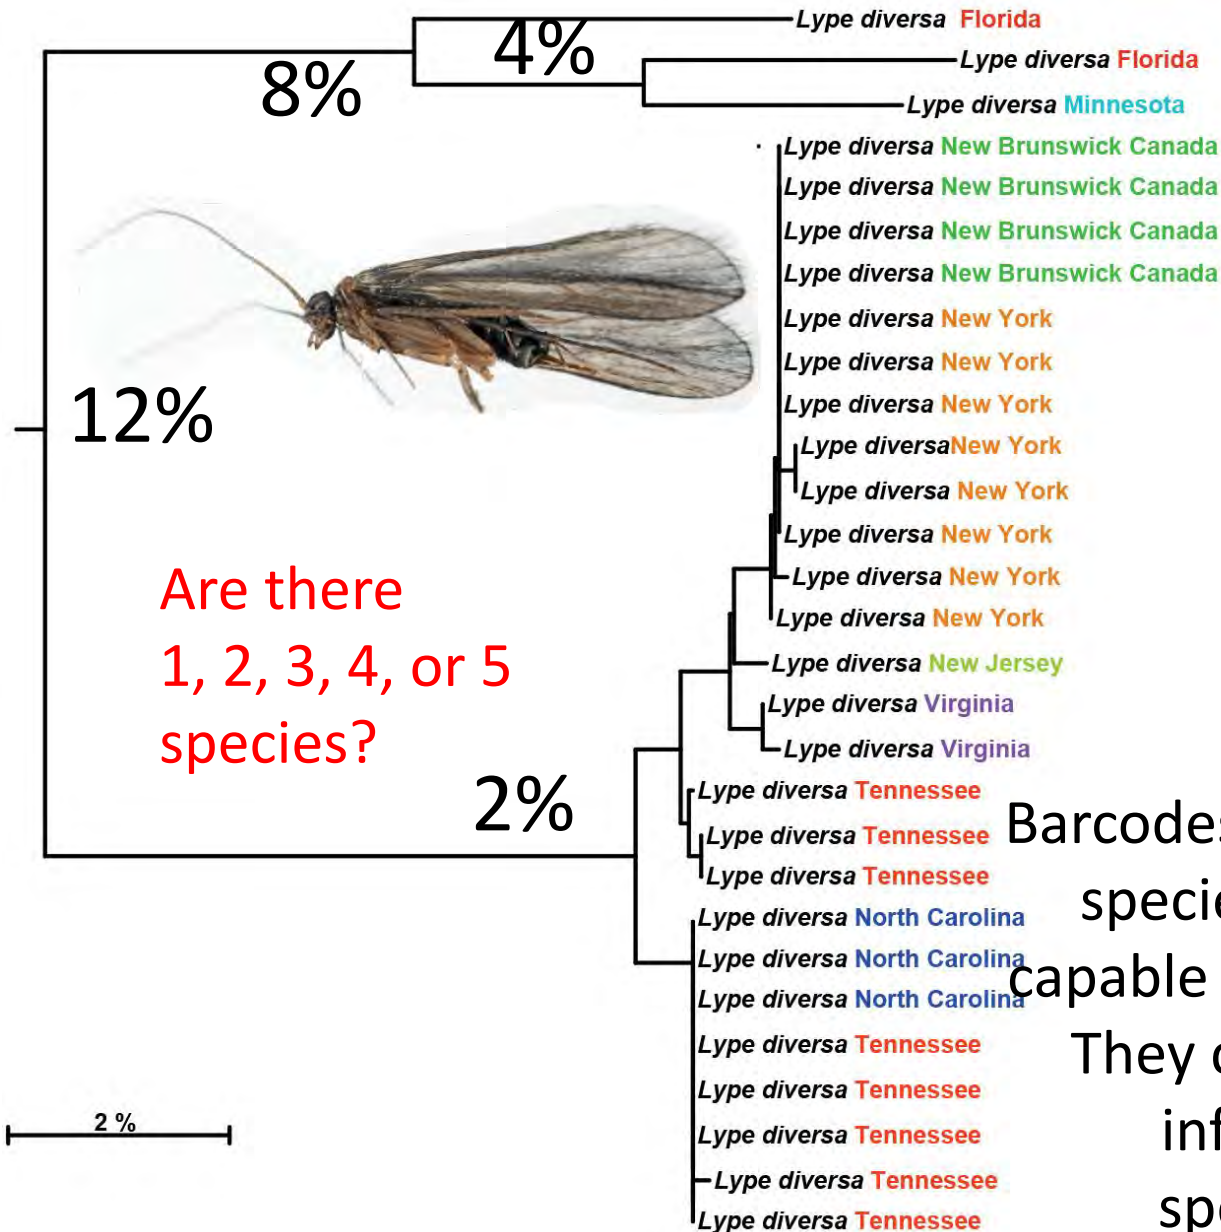 Lype diversa Florida
4%
Lype diversa Florida
8%
Lype diversa Minnesota
Lype diversa New Brunswick Canada
Lype diversa New Brunswick Canada
Lype diversa New Brunswick Canada
Lype diversa New Brunswick Canada
Lype diversa New York
Lype diversa New York
Lype diversa New York
12%
Lype diversaNew York
Lype diversa New York
Lype diversa New York
Lype diversa New York
Lype diversa New York
Are there
1, 2, 3, 4, or 5
species?
Lype diversa New Jersey
Lype diversa Virginia
Lype diversa Virginia
2%
Lype diversa Tennessee
Lype diversa Tennessee
Lype diversa Tennessee
Lype diversa North Carolina
Lype diversa North Carolina
Lype diversa North Carolina
Lype diversa Tennessee
Lype diversa Tennessee
Lype diversa Tennessee
Lype diversa Tennessee
Lype diversa Tennessee
Barcodes
specie
capable
They
inf
spe
2 %